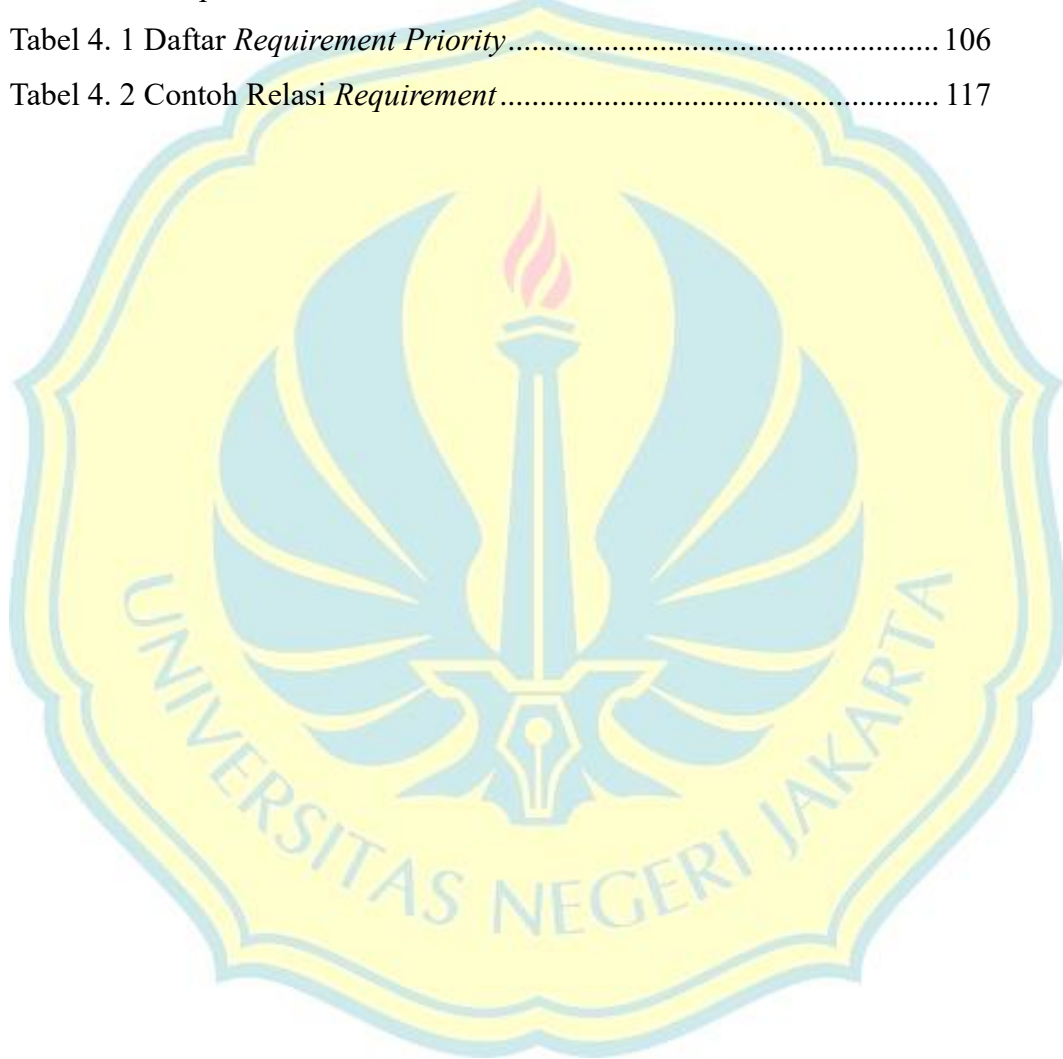 Tabel 4. 1 Daftar Requirement Priority..................................................... 106
Tabel 4. 2 Contoh Relasi Requirement...................................................... 117
UNIVERSITAS NEGERI JAKARTA